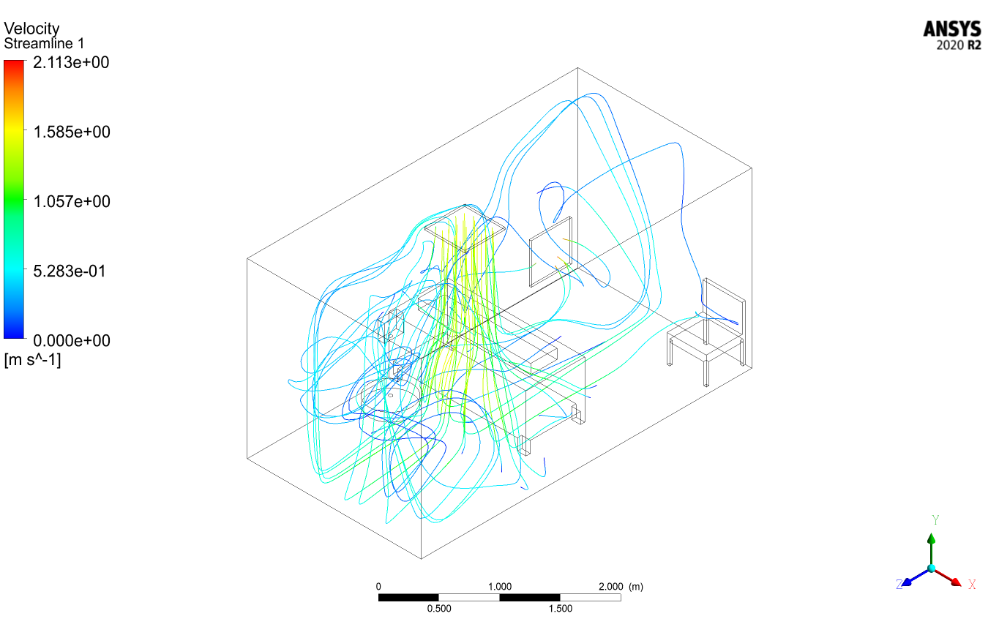 Velocity
Streamline 1
2.113e+00
1.585e+00
1.057e+00
5.283e-01
0.000e+00
[m s^-1]
ANSYS
2020 R2
Y
Z
X
0
1.000
2.000
(m)
0.500
1.500